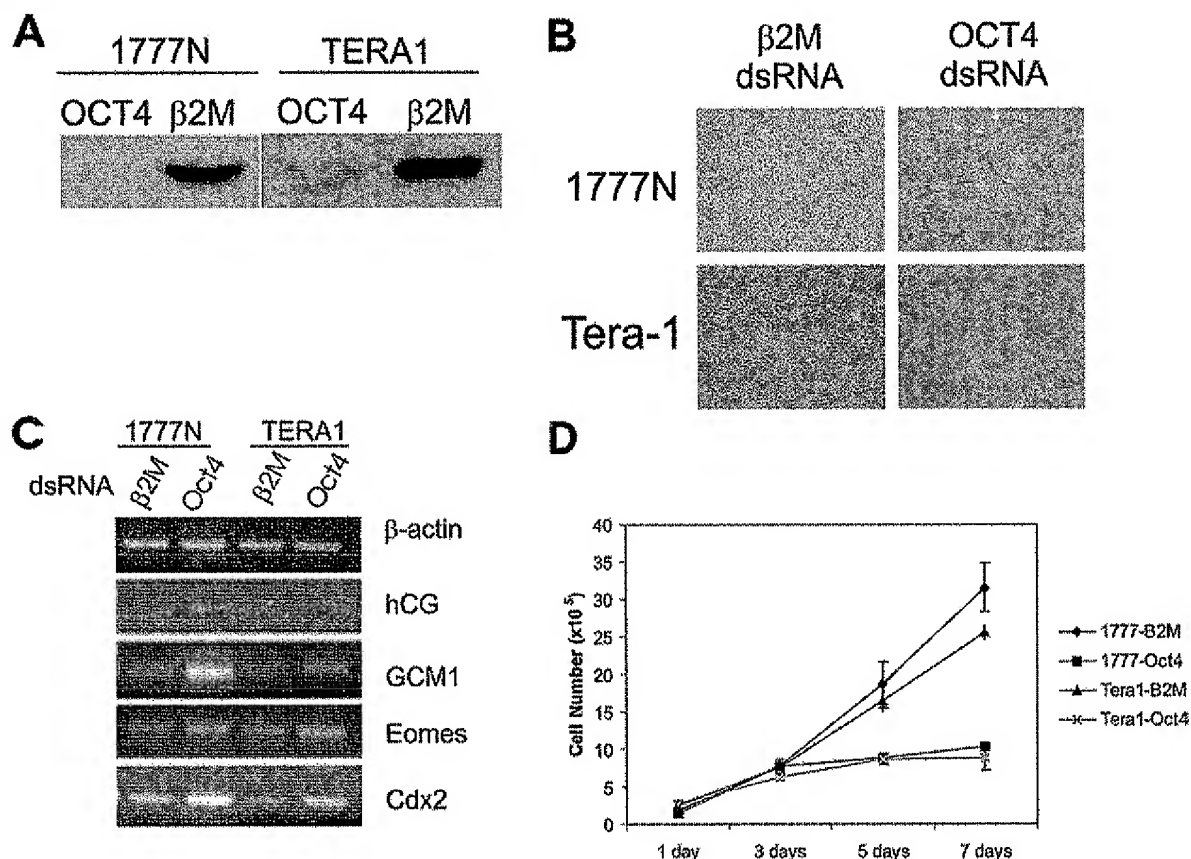 A
1777N TERA1
OCT4 β2M OCT4 β2M
B
β2M
dsRNA
OCT4
dsRNA
1777N
Tera-1
C
1777N TERA1
dsRNA β2M Oct4 β2M Oct4
β-actin
hCG
GCM1
Eomes
Cdx2
D
40
35
30
25
20
15
10
5
0
Cell Number (x10 5)
1 day 3 days 5 days 7 days
1777-B2M
1777-Oct4
Tera1-B2M
Tera1-Oct4